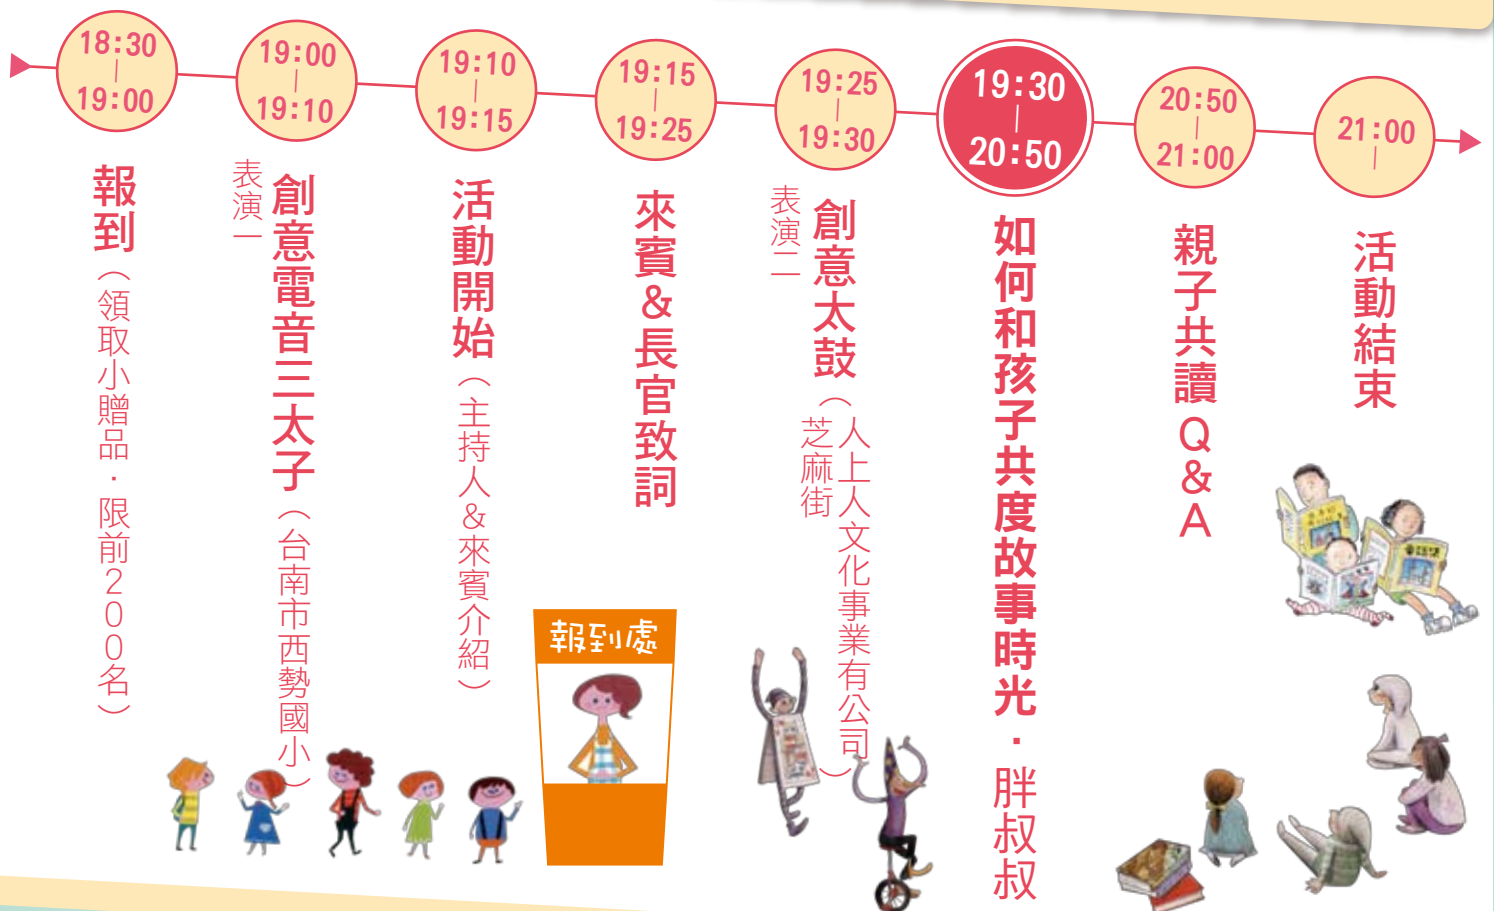 18:30
|
19:00
報到（領取小贈品．限前200名）
19:00
|
19:10
表演一
創意電音三太子（台南市西勢國小）
19:10
|
19:15
活動開始（主持人&來賓介紹）
19:15
|
19:25
來賓&長官致詞
19:25
|
19:30
表演二
創意太鼓（人上人文化事業有公司
芝麻街）
19:30
|
20:50
如何和孩子共度故事時光．胖叔叔
20:50
|
21:00
親子共讀Q&A
21:00
|
活動結束
報到處